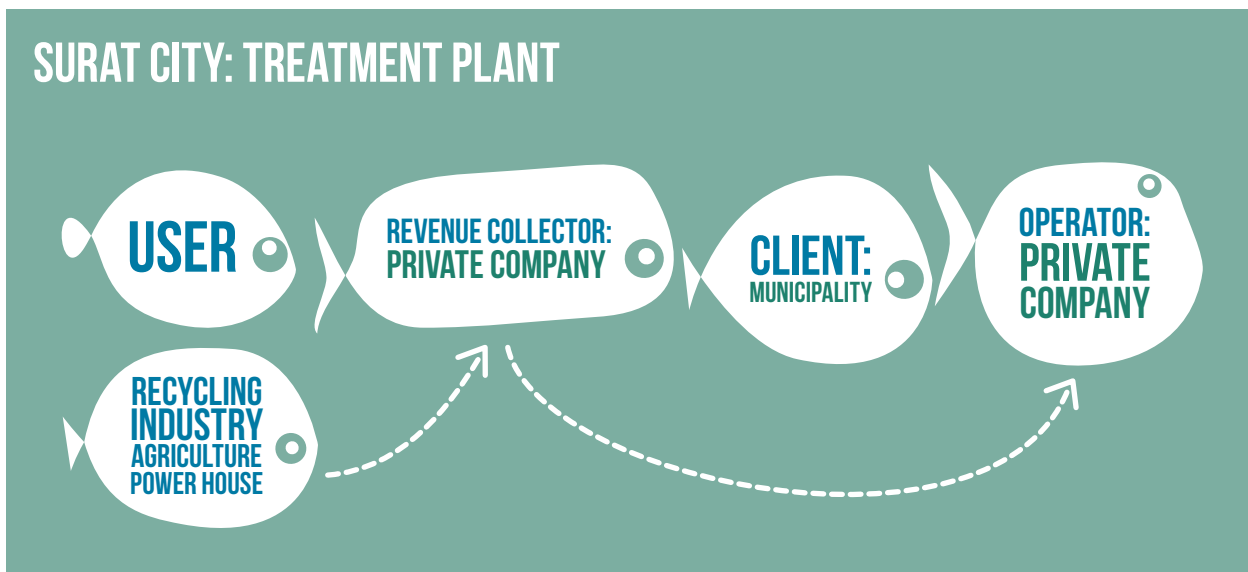 SURAT CITY: TREATMENT PLANT
USER
REVENUE COLLECTOR:
PRIVATE COMPANY
CLIENT:
MUNICIPALITY
OPERATOR:
PRIVATE
COMPANY
RECYCLING
INDUSTRY
AGRICULTURE
POWER HOUSE